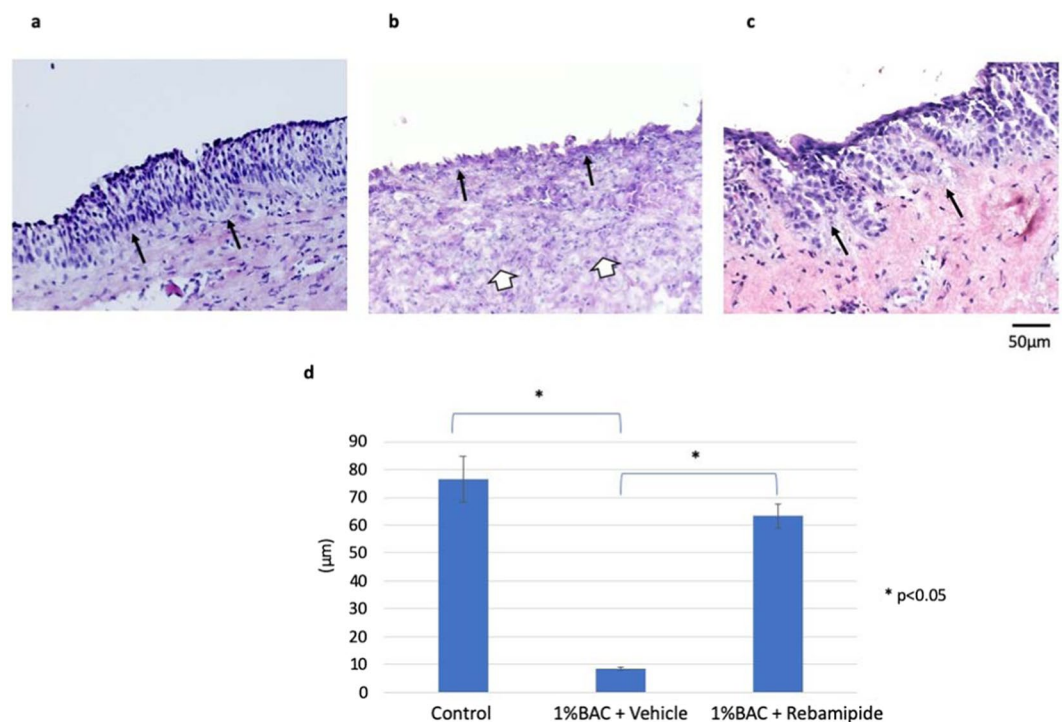 a
b
c
50µm
d
*
*
90
80
70
60
50
40
30
20
10
0
(µm)
* p<0.05
Control
1%BAC + Vehicle
1%BAC + Rebamipide